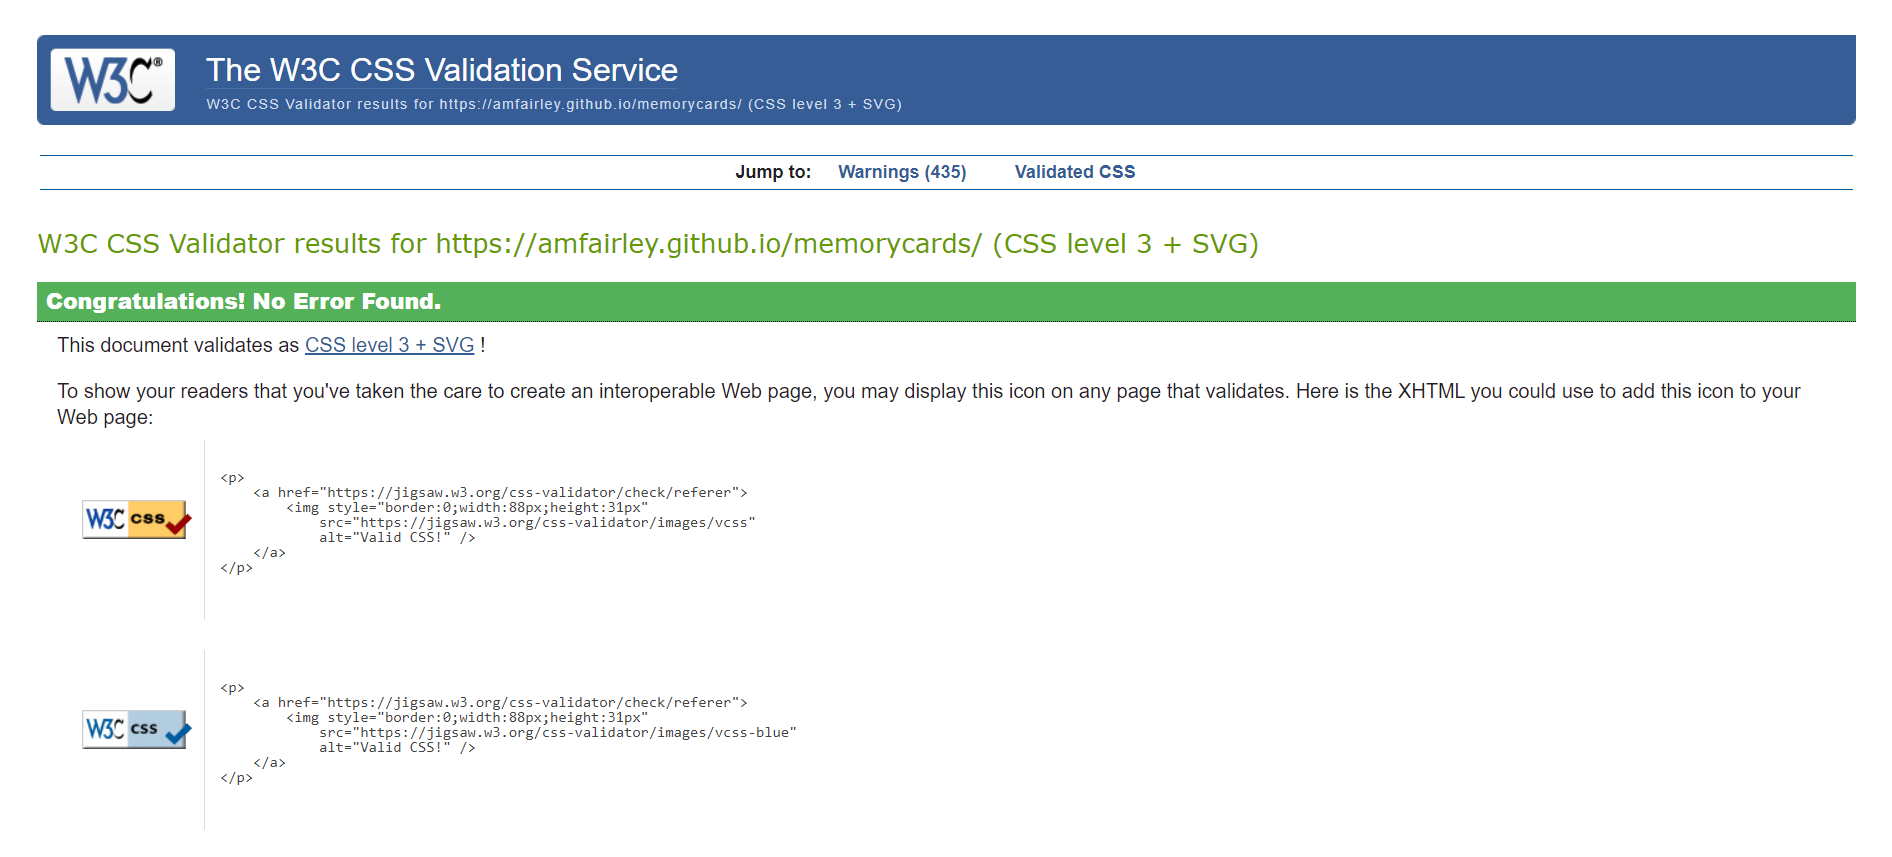 W3C®
The W3C CSS Validation Service
W3C CSS Validator results for https://amfairley.github.io/memorycards/ (CSS level 3 + SVG)
Jump to: Warnings (435) Validated CSS
W3C CSS Validator results for https://amfairley.github.io/memorycards/ (CSS level 3 + SVG)
Congratulations! No Error Found.
This document validates as CSS level 3 + SVG !
To show your readers that you've taken the care to create an interoperable Web page, you may display this icon on any page that validates. Here is the XHTML you could use to add this icon to your
Web page:
W3C css
<p>
    <a href="https://jigsaw.w3.org/css-validator/check/referer">
        <img style="border:0;width:88px;height:31px"
            src="https://jigsaw.w3.org/css-validator/images/vcss"
            alt="Valid CSS!" />
    </a>
</p>
W3C css
<p>
    <a href="https://jigsaw.w3.org/css-validator/check/referer">
        <img style="border:0;width:88px;height:31px"
            src="https://jigsaw.w3.org/css-validator/images/vcss-blue"
            alt="Valid CSS!" />
    </a>
</p>